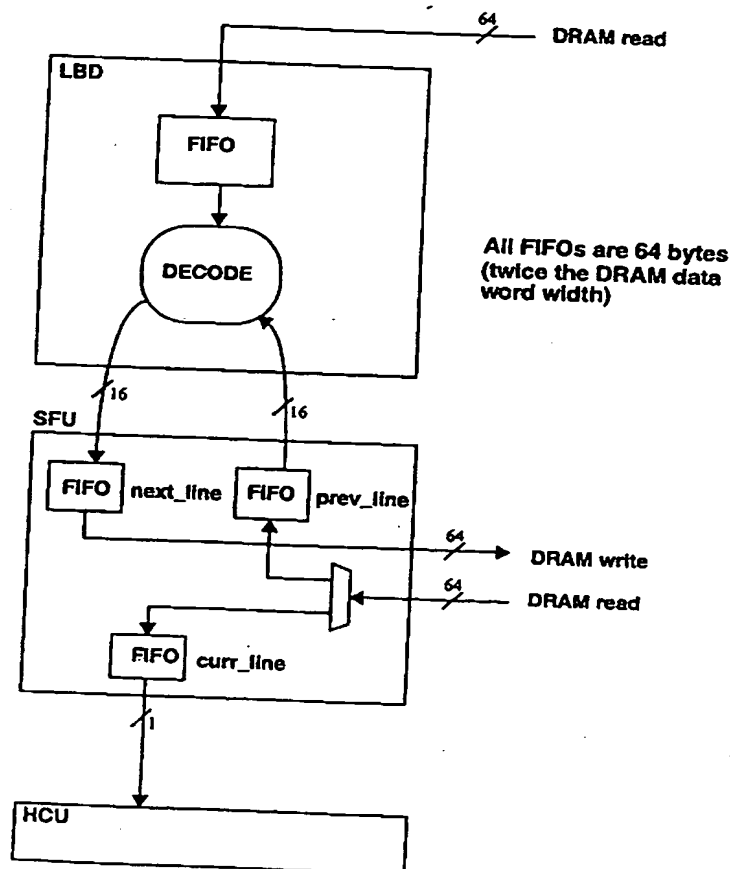 64
DRAM read
LBD
FIFO
DECODE
All FIFOs are 64 bytes
(twice the DRAM data
word width)
16
16
SFU
FIFO
next_line
FIFO
prev_line
64
DRAM write
64
DRAM read
FIFO
curr_line
1
HCU